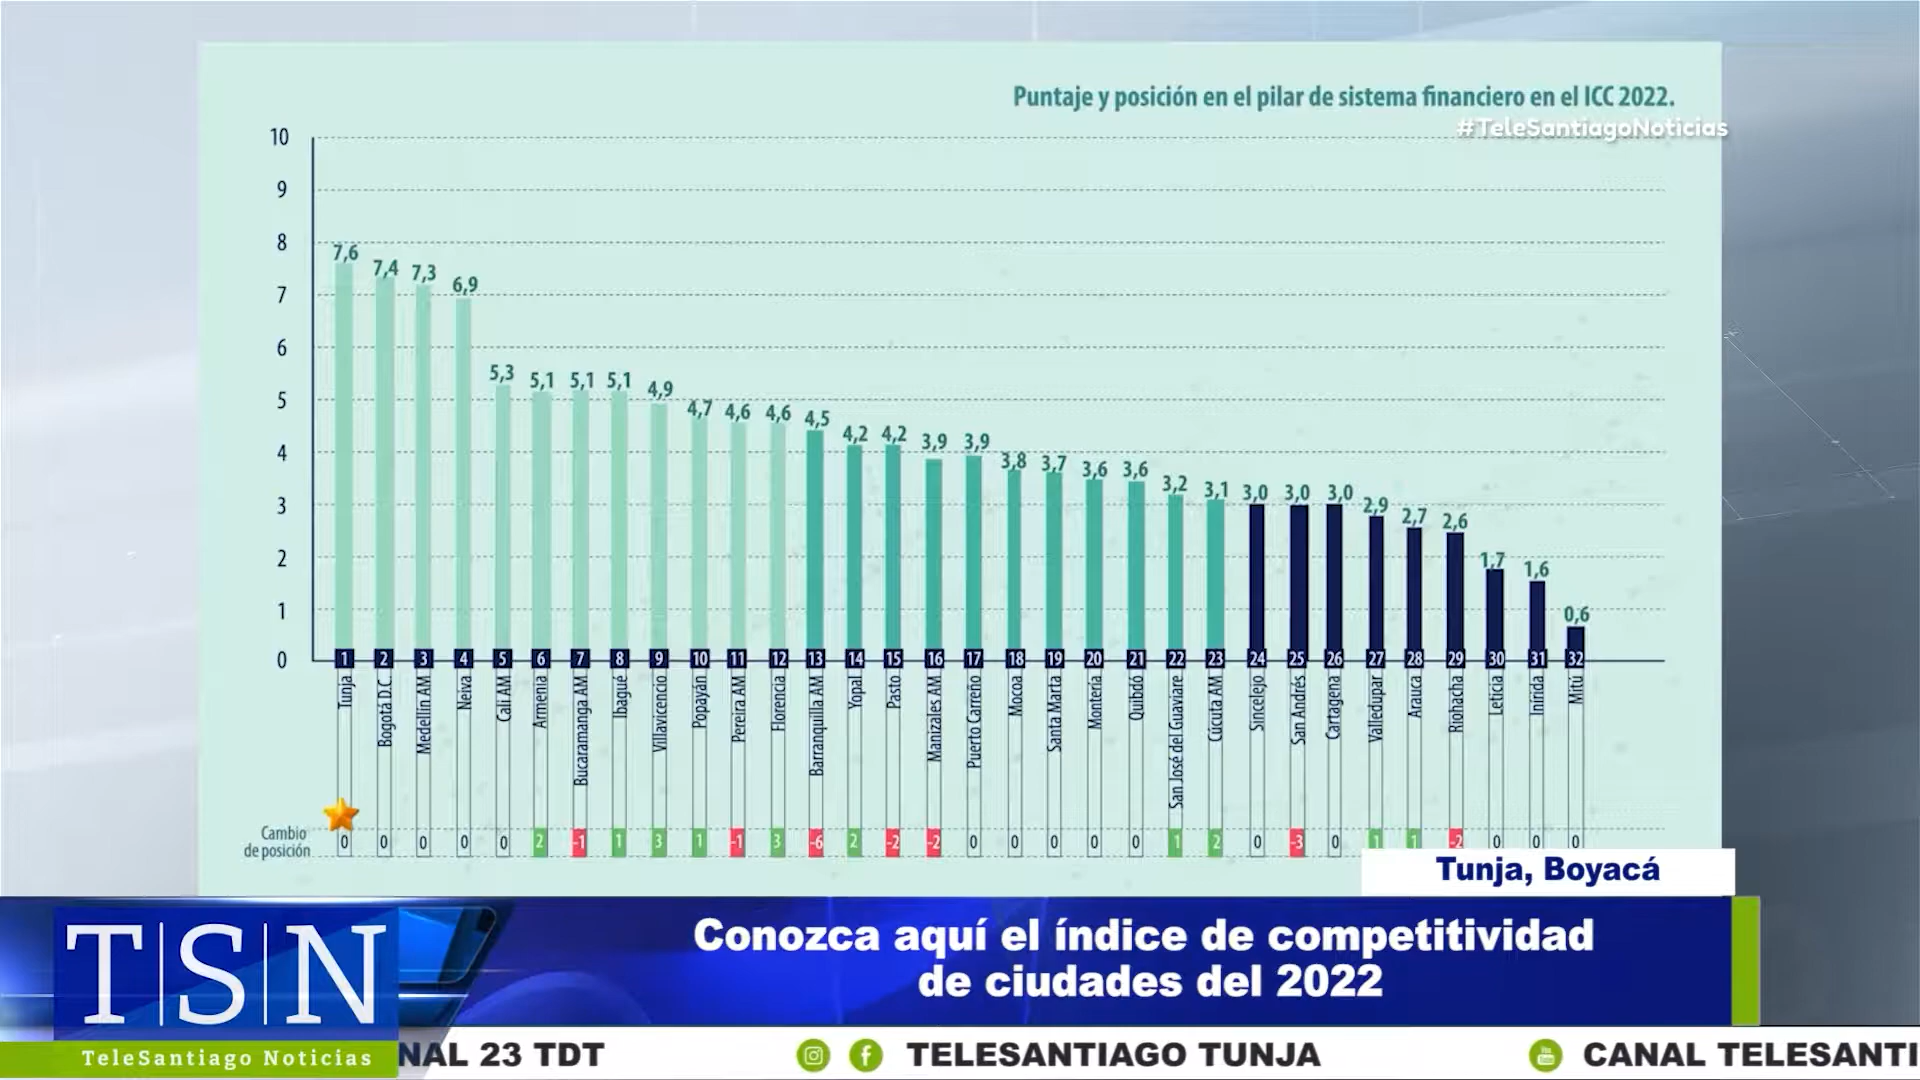 Puntaje y posición en el pilar de sistema financiero en el ICC 2022.
#TeleSantiagoNoticias
10
9
8
7
6
5
4
3
2
1
0
7,6 7,4 7,3 6,9 5,3 5,1 5,1 5,1 4,9 4,7 4,6 4,6 4,5 4,2 4,2 3,9 3,9 3,8 3,7 3,6 3,6 3,2 3,1 3,0 3,0 3,0 2,9 2,7 2,6 1,7 1,6 0,6
1 2 3 4 5 6 7 8 9 10 11 12 13 14 15 16 17 18 19 20 21 22 23 24 25 26 27 28 29 30 31 32
Tunja
Bogotá D.C.
Medellín AM
Neiva
Cali AM
Armenia
Bucaramanga AM
Ibagué
Villavicencio
Popayán
Pereira AM
Florencia
Barranquilla AM
Yopal
Pasto
Manizales AM
Puerto Carreño
Mocoa
Santa Marta
Montería
Quibdó
San José del Guaviare
Cúcuta AM
Sincelejo
San Andrés
Cartagena
Valledupar
Arauca
Riohacha
Leticia
Inírida
Mitú
Cambio
de posición
0 0 0 0 0 2 -1 1 3 1 -1 3 -6 2 -2 -2 0 0 0 0 0 1 2 0 -3 0 1 1 -2 0 0 0
Tunja, Boyacá
Conozca aquí el índice de competitividad
de ciudades del 2022
TSN
TeleSantiago Noticias
NAL 23 TDT
TELESANTIAGO TUNJA
CANAL TELESANTI